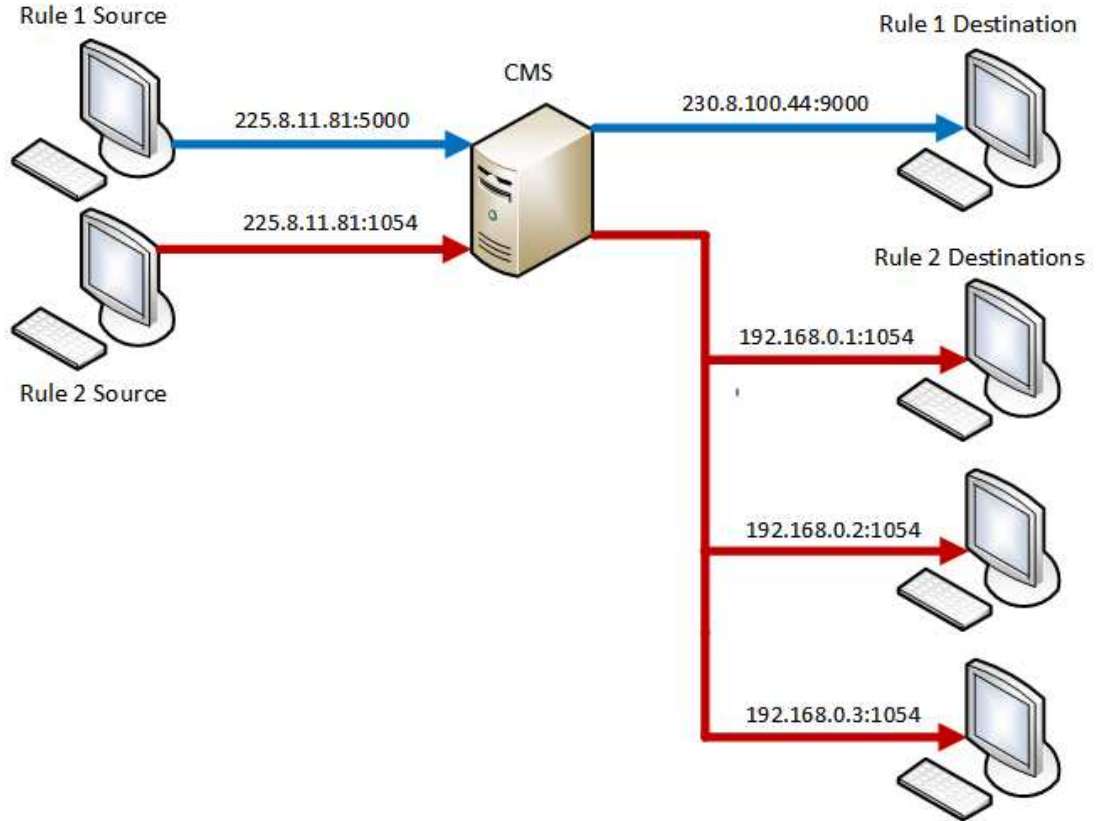 Rule 1 Source
Rule 1 Destination
CMS
225.8.11.81:5000
230.8.100.44:9000
225.8.11.81:1054
Rule 2 Destinations
192.168.0.1:1054
Rule 2 Source
192.168.0.2:1054
192.168.0.3:1054